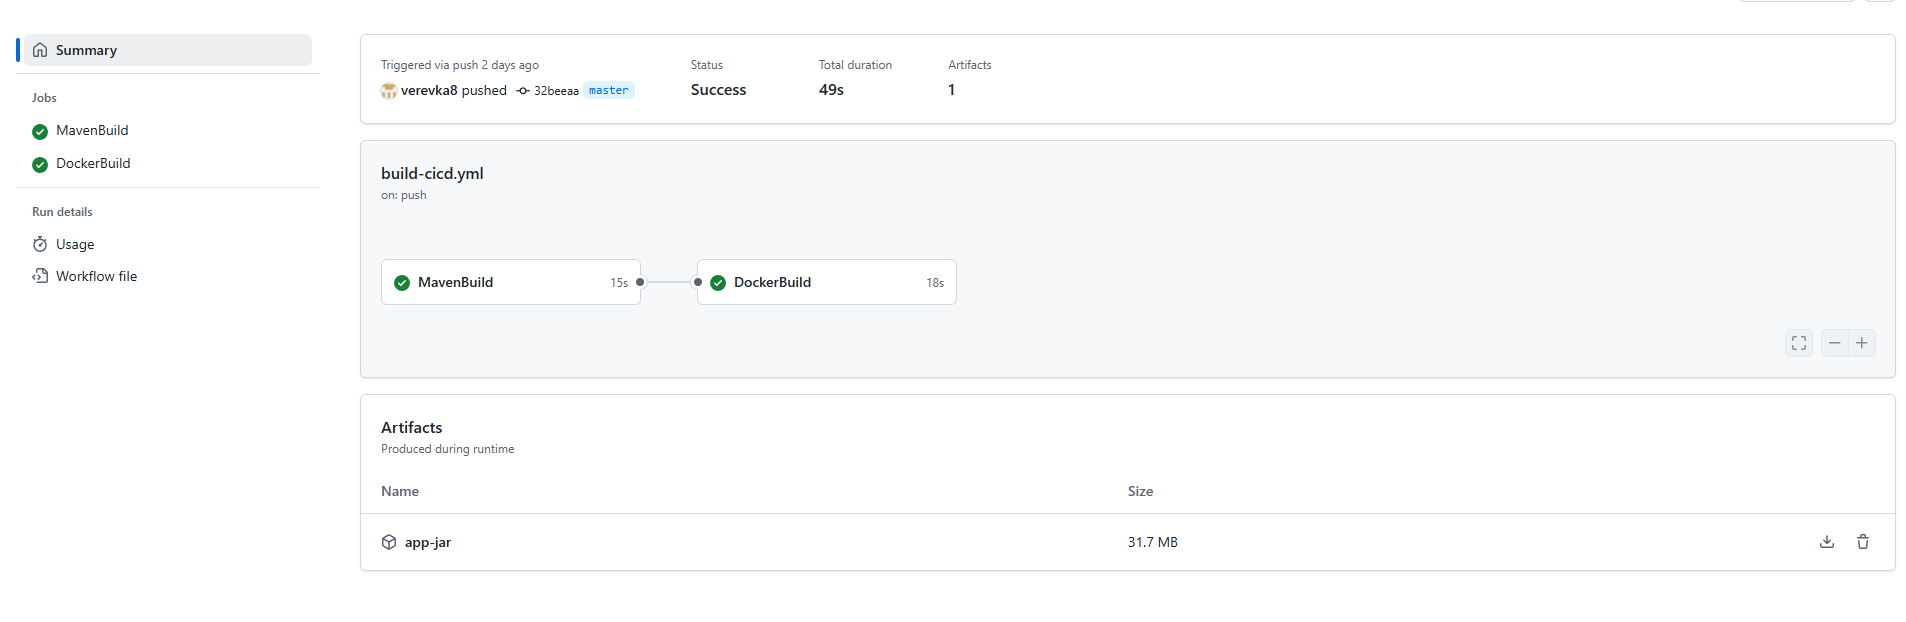 Summary
Jobs
MavenBuild
DockerBuild
Run details
Usage
Workflow file
Triggered via push 2 days ago
verevka8 pushed 32beeaa master
Status
Success
Total duration
49s
Artifacts
1
build-cicd.yml
on: push
MavenBuild 15s
DockerBuild 18s
Artifacts
Produced during runtime
Name Size
app-jar 31.7 MB